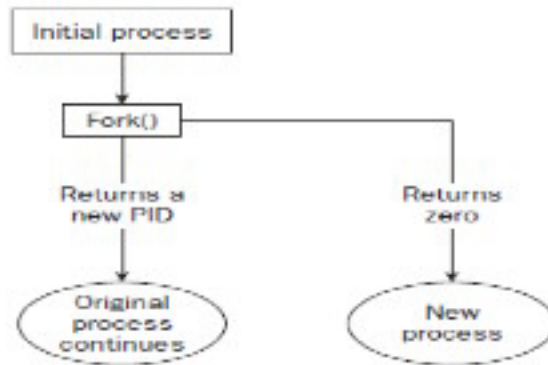 Initial process
Fork()
Returns a
new PID
Returns
zero
Original
process
continues
New
process